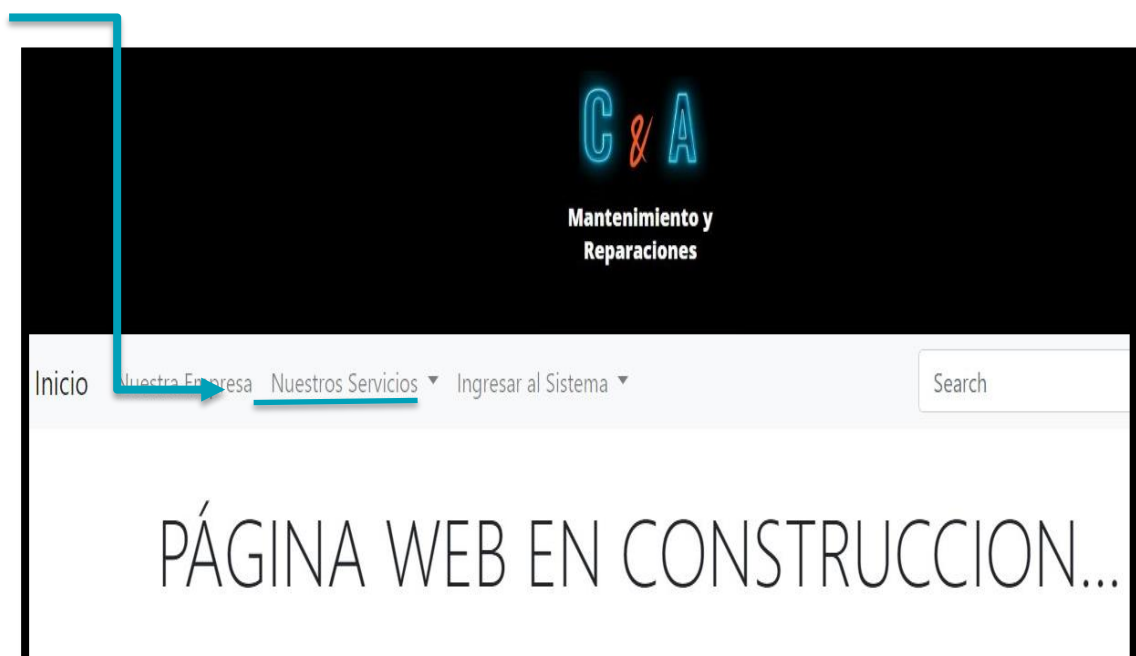 C & A
Mantenimiento y
Reparaciones
Inicio Nuestra Empresa Nuestros Servicios Ingresar al Sistema Search
PÁGINA WEB EN CONSTRUCCION...